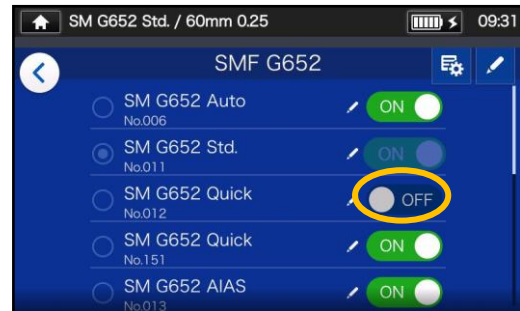 SM G652 Std. / 60mm 0.25 09:31
SMF G652
SM G652 Auto
No.006
ON
SM G652 Std.
No.011
ON
SM G652 Quick
No.012
OFF
SM G652 Quick
No.151
ON
SM G652 AIAS
No.013
ON